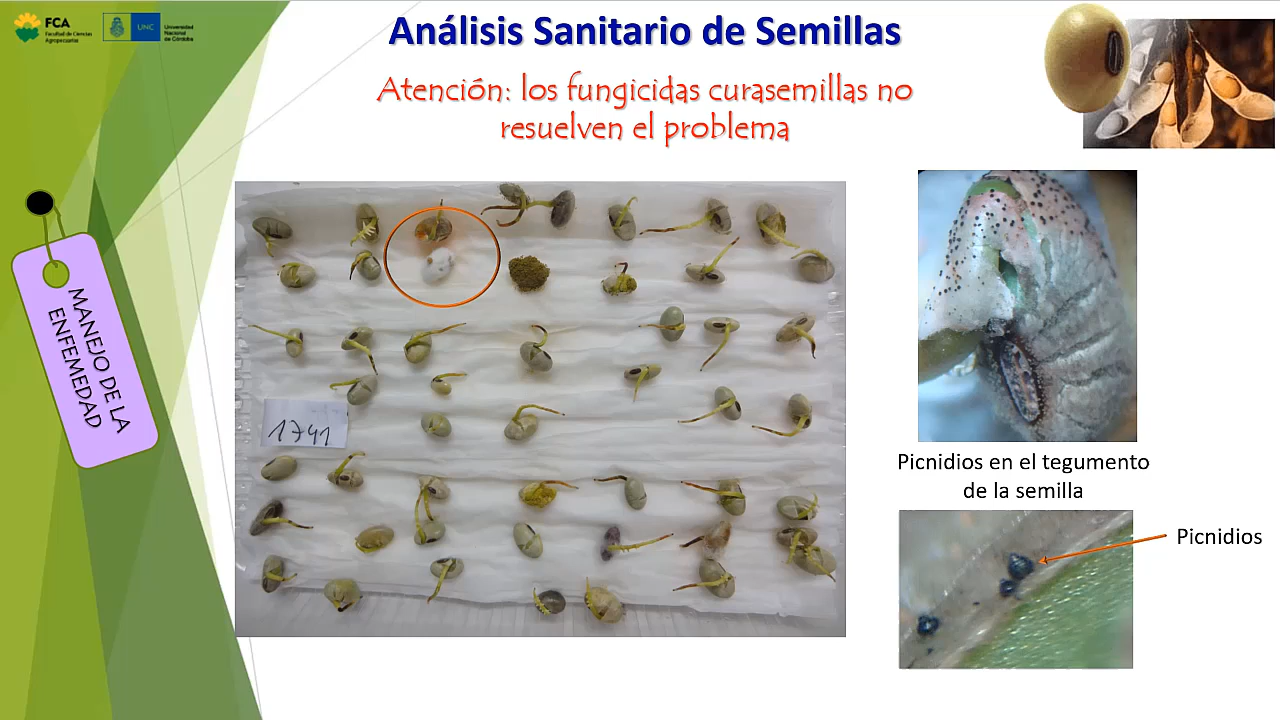 FCA
Facultad de Ciencias
Agropecuarias
UNC
Universidad
Nacional
de Córdoba
Análisis Sanitario de Semillas
Atención: los fungicidas curasemillas no
resuelven el problema
MANEJO DE LA
ENFEMEDAD
1741
Picnidios en el tegumento
de la semilla
Picnidios